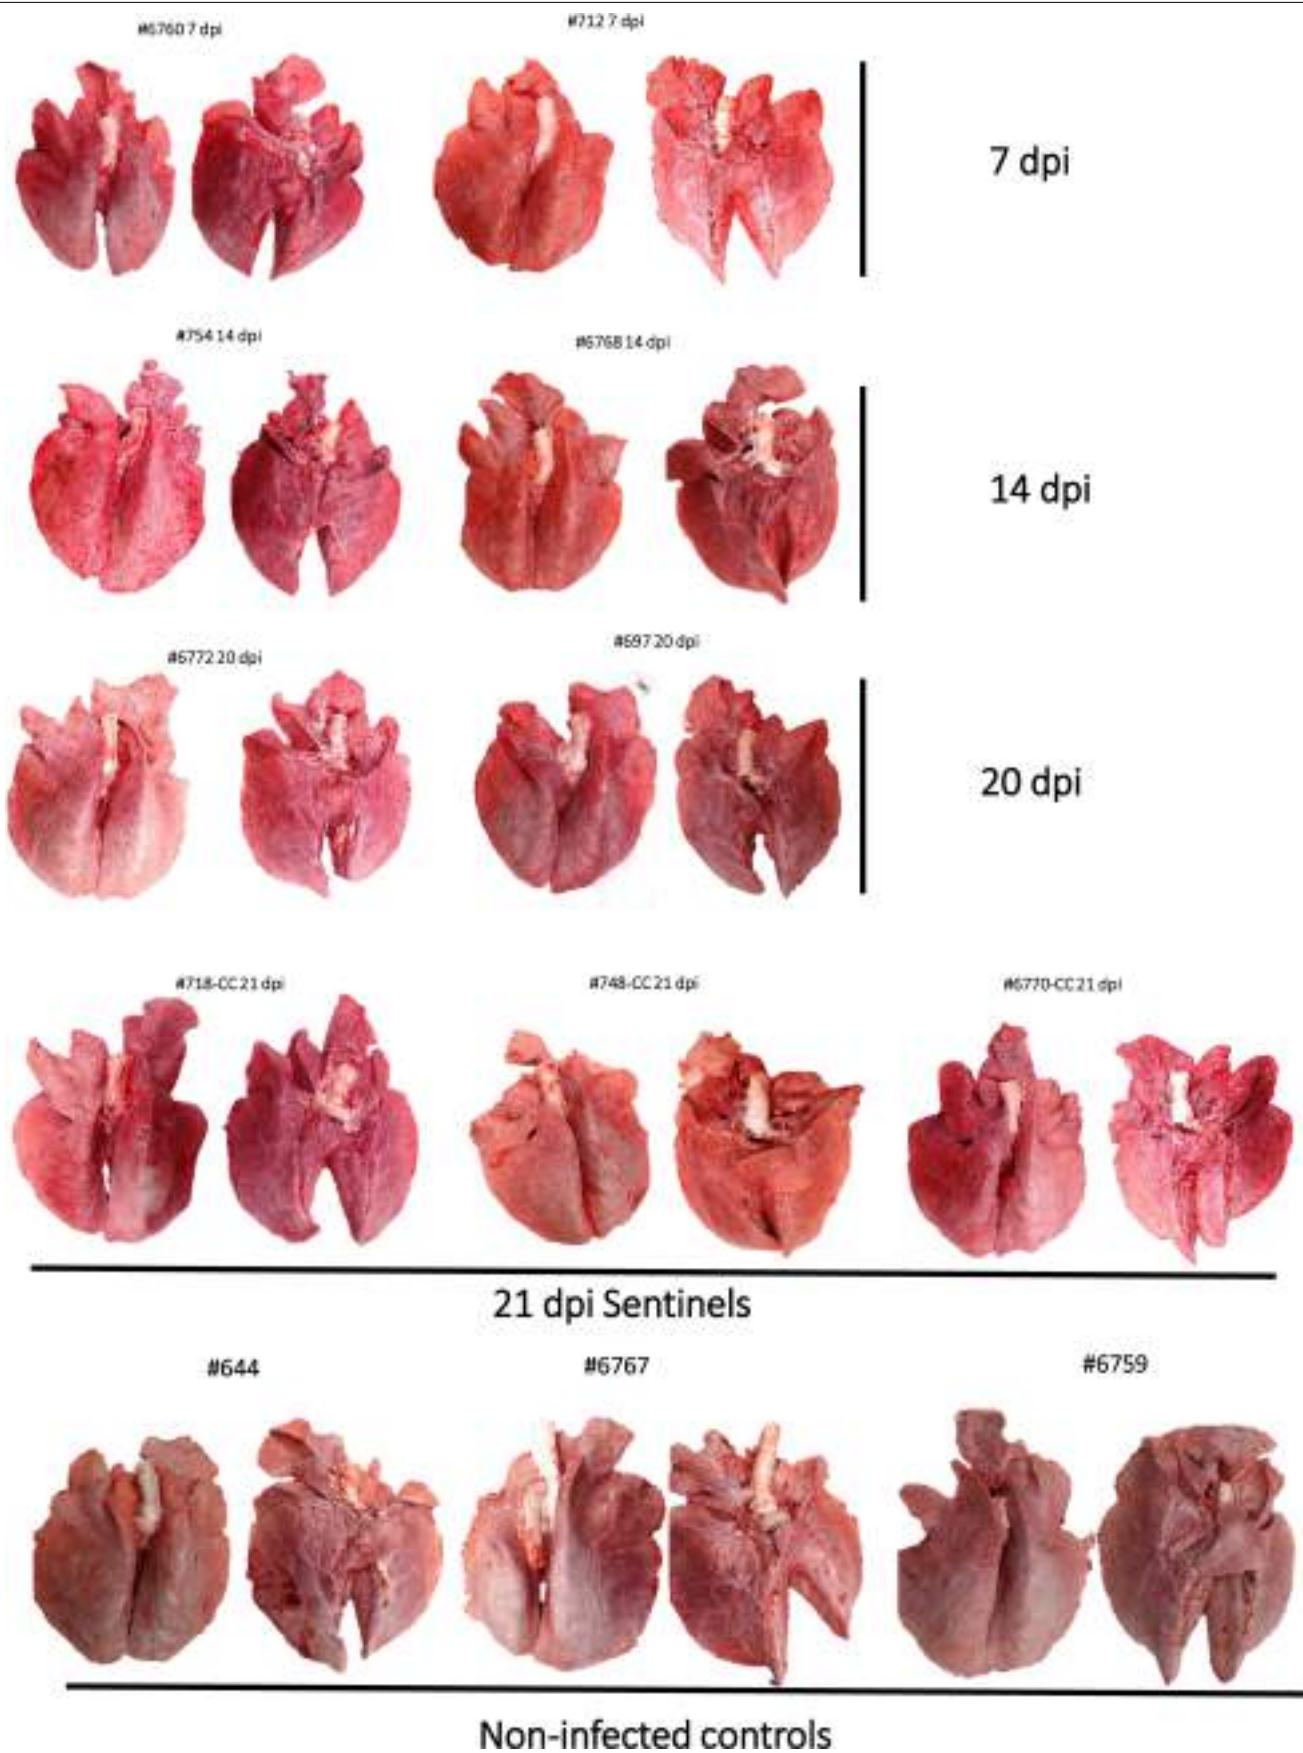 #6760 7 dpi
#712 7 dpi
7 dpi
#754 14 dpi
#6768 14 dpi
14 dpi
#6772 20 dpi
#697 20 dpi
20 dpi
#718-CC 21 dpi
#748-CC 21 dpi
#6770-CC 21 dpi
21 dpi Sentinels
#644
#6767
#6759
Non-infected controls